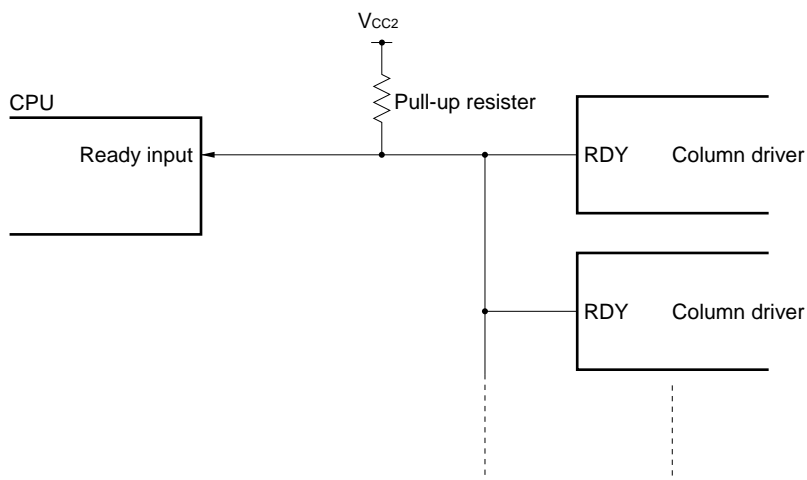 VCC2
CPU
Pull-up resister
Ready input
RDY
Column driver
RDY
Column driver